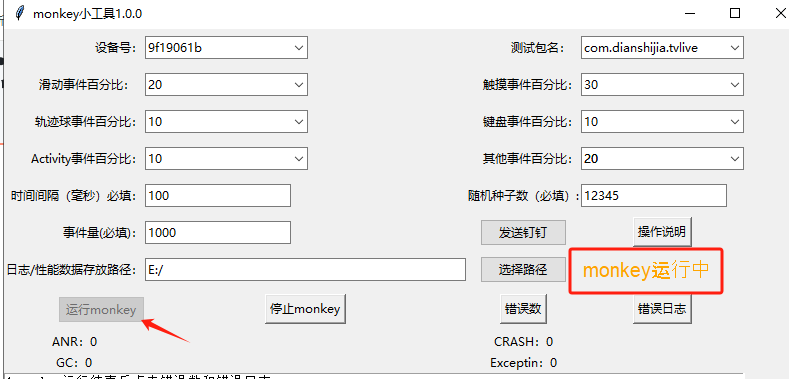 monkey小工具1.0.0
设备号： 9f19061b 测试包名： com.dianshijia.tvlive
滑动事件百分比： 20 触摸事件百分比： 30
轨迹球事件百分比： 10 键盘事件百分比： 10
Activity事件百分比： 10 其他事件百分比： 20
时间间隔（毫秒）必填： 100 随机种子数（必填）: 12345
事件量(必填)： 1000 发送钉钉 操作说明
日志/性能数据存放路径： E:/ 选择路径 monkey运行中
运行monkey 停止monkey 错误数 错误日志
ANR：0 CRASH：0
GC：0 Exceptin：0